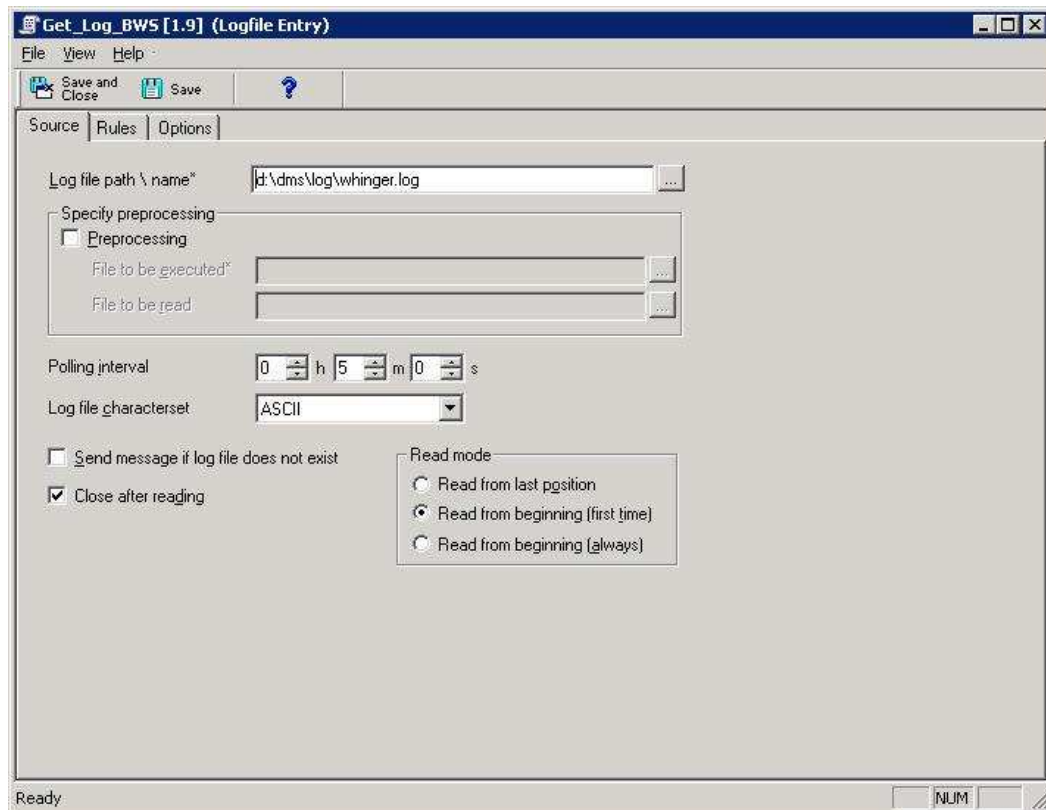 Get_Log_BWS [1.9] (Logfile Entry)
File View Help
Save and Close Save ?
Source Rules Options
Log file path \ name* d:\dms\log\whinger.log ...
Specify preprocessing
Preprocessing
File to be executed* ...
File to be read ...
Polling interval 0 h 5 m 0 s
Log file characterset ASCII
Send message if log file does not exist
Close after reading
Read mode
Read from last position
Read from beginning (first time)
Read from beginning (always)
Ready NUM